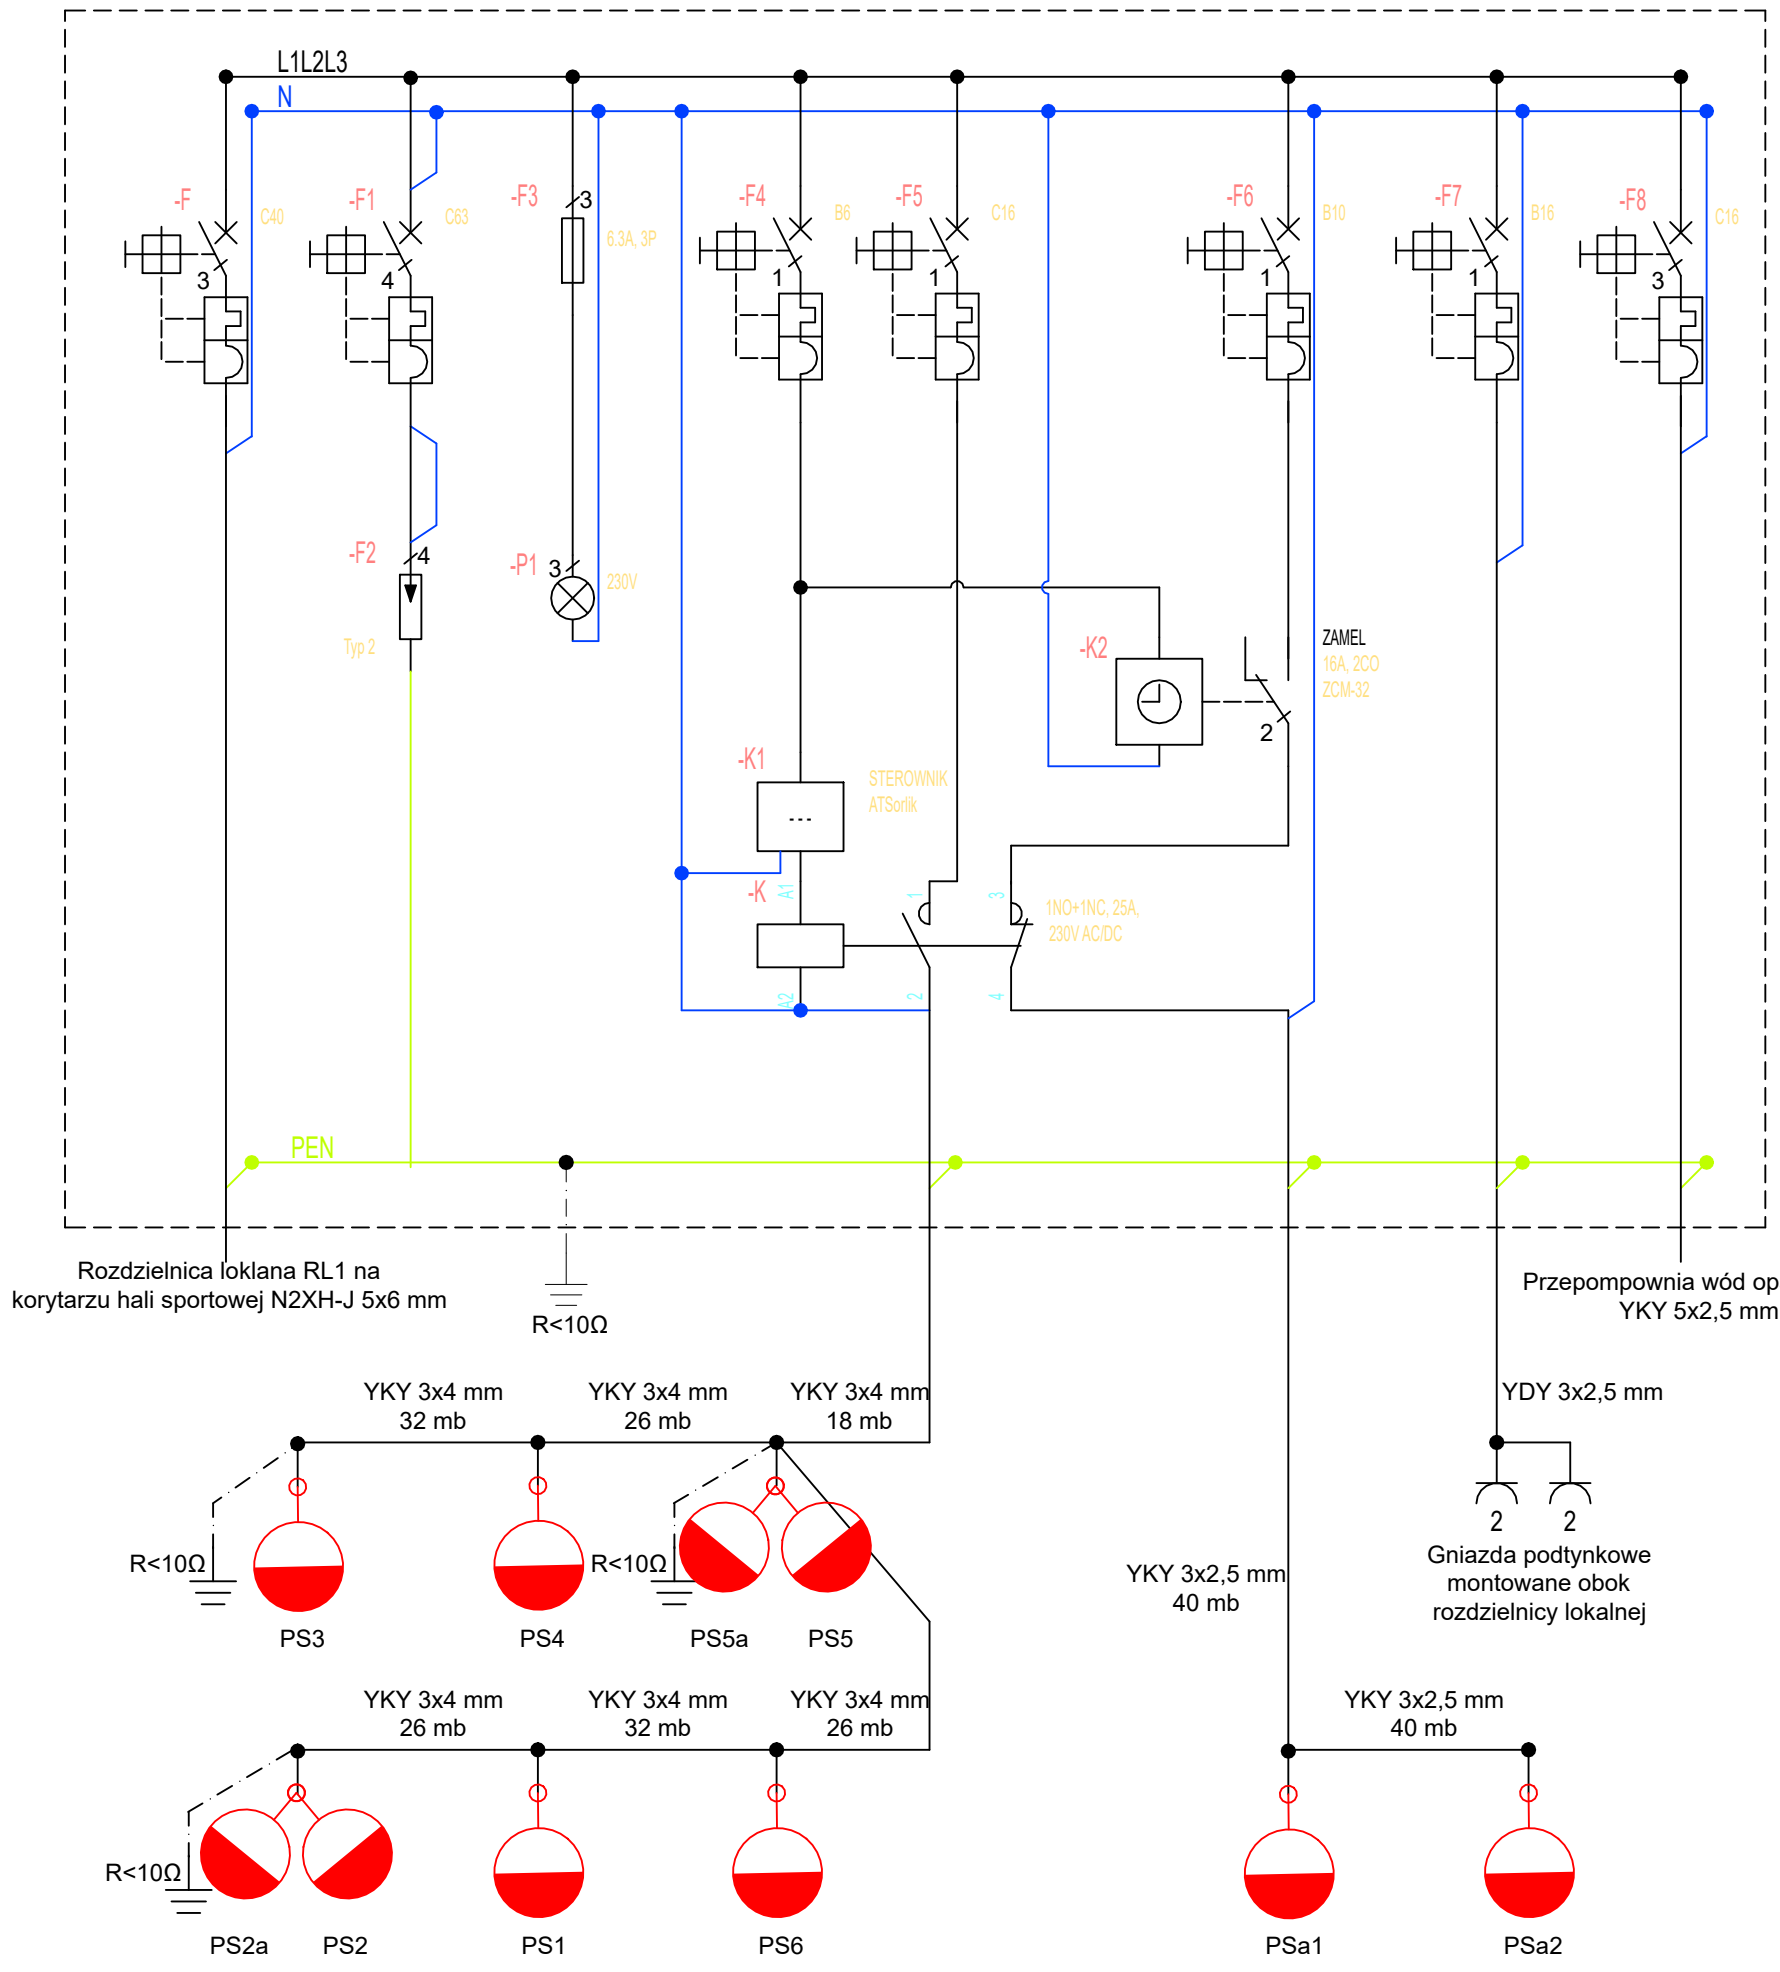 L1L2L3
N
-F
C40
3
-F1
C63
4
-F3
3
6.3A, 3P
-F4
B6
1
-F5
C16
1
-F6
B10
1
-F7
B16
1
-F8
C16
3
-F2
4
Typ 2
-P1
3
230V
-K2
ZAMEL
16A, 2CO
ZCM-32
2
-K1
STEROWNIK
ATSorlik
...
-K
A1
A2
1
2
3
4
1NO+1NC, 25A,
230V AC/DC
PEN
Rozdzielnica loklana RL1 na
korytarzu hali sportowej N2XH-J 5x6 mm
R<10Ω
Przepompownia wód op
YKY 5x2,5 mm
YKY 3x4 mm
32 mb
YKY 3x4 mm
26 mb
YKY 3x4 mm
18 mb
YDY 3x2,5 mm
2
2
Gniazda podtynkowe
montowane obok
rozdzielnicy lokalnej
R<10Ω
R<10Ω
PS3
PS4
PS5a
PS5
YKY 3x2,5 mm
40 mb
YKY 3x4 mm
26 mb
YKY 3x4 mm
32 mb
YKY 3x4 mm
26 mb
YKY 3x2,5 mm
40 mb
R<10Ω
PS2a
PS2
PS1
PS6
PSa1
PSa2